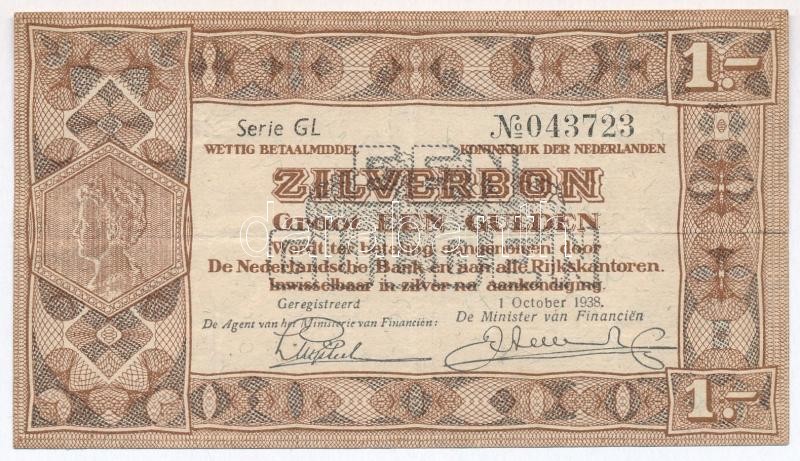 1.-
Serie GL № 043723
WETTIG BETAALMIDDEL KONINKRIJK DER NEDERLANDEN
ZILVERBON
Groot EEN GULDEN
Wordt ter betaling aangenomen door
De Nederlandsche Bank en aan alle Rijkskantoren.
Inwisselbaar in zilver na aankondiging.
Geregistreerd 1 October 1938.
De Agent van het Ministerie van Financiën: De Minister van Financiën
1.-